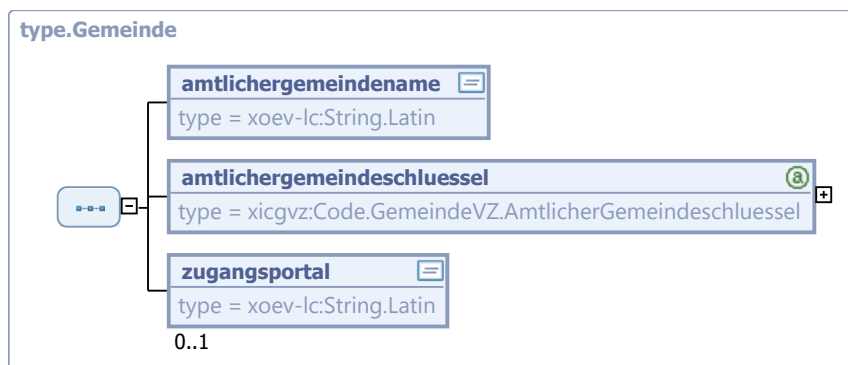 type.Gemeinde
amtlichergemeindename
type = xoev-lc:String.Latin
amtlichergemeindeschluessel
type = xicgvz:Code.GemeindeVZ.AmtlicherGemeindeschluessel
zugangsportal
type = xoev-lc:String.Latin
0..1